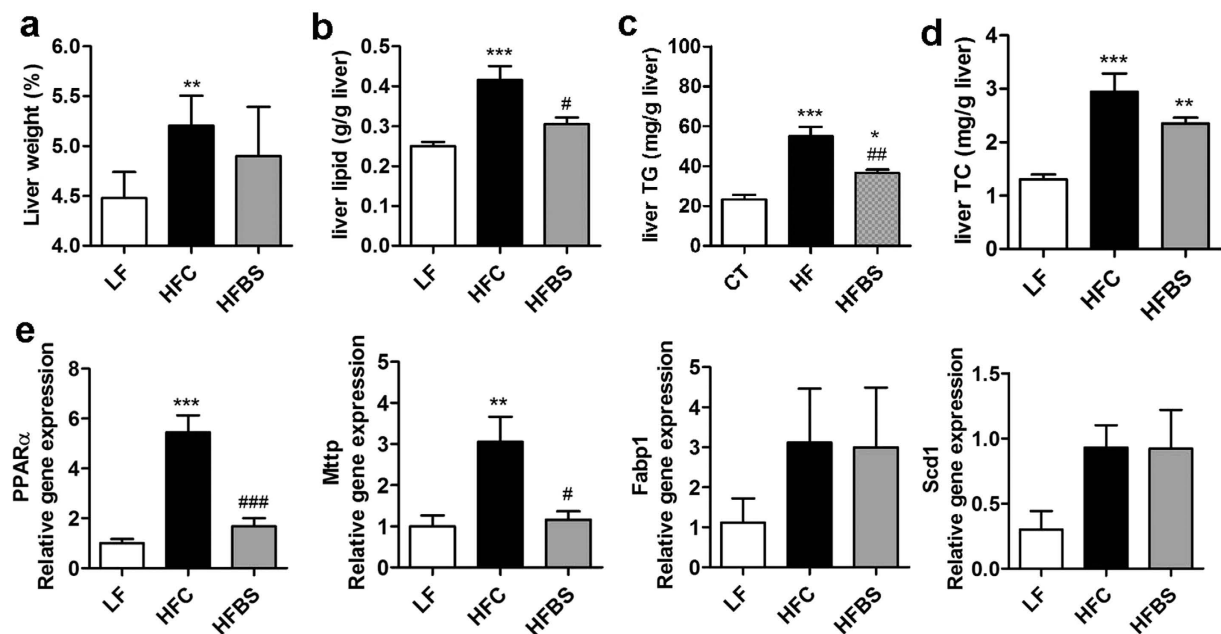 a
Liver weight (%)
6.0
5.5
5.0
4.5
4.0
**
LF
HFC
HFBS
b
liver lipid (g/g liver)
0.5
0.4
0.3
0.2
0.1
0.0
***
#
LF
HFC
HFBS
c
liver TG (mg/g liver)
100
80
60
40
20
0
***
*
##
CT
HF
HFBS
d
liver TC (mg/g liver)
4
3
2
1
0
***
**
LF
HFC
HFBS
e
PPARα
Relative gene expression
8
6
4
2
0
***
###
LF
HFC
HFBS
Mttp
Relative gene expression
5
4
3
2
1
0
**
#
LF
HFC
HFBS
Fabp1
Relative gene expression
5
4
3
2
1
0
LF
HFC
HFBS
Scd1
Relative gene expression
1.5
1.0
0.5
0.0
LF
HFC
HFBS